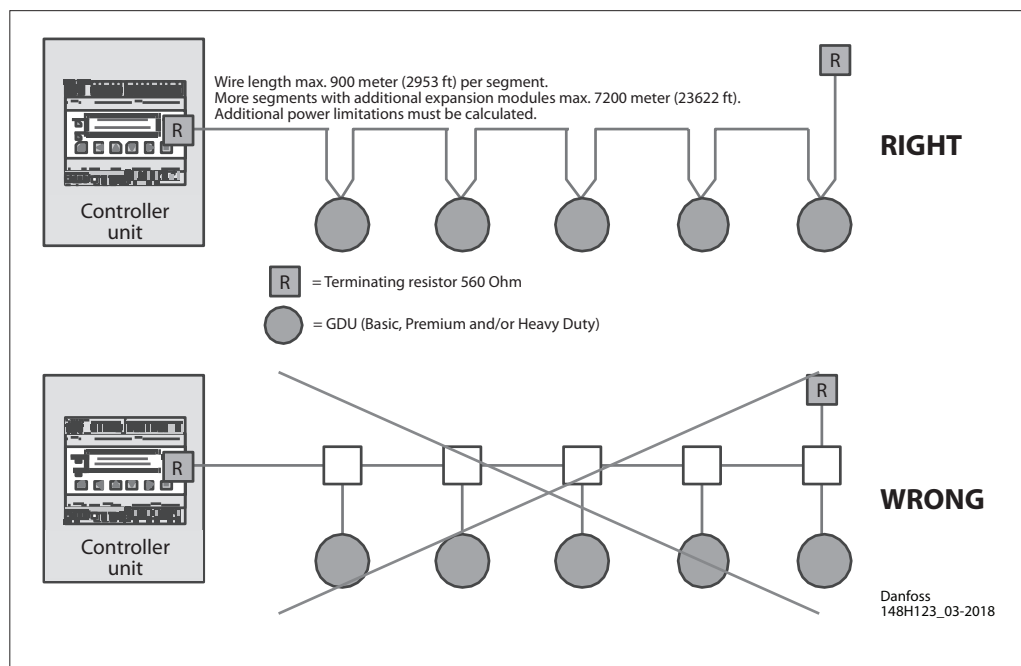 Wire length max. 900 meter (2953 ft) per segment.
More segments with additional expansion modules max. 7200 meter (23622 ft).
Additional power limitations must be calculated.
R
R
RIGHT
Controller
unit
R
= Terminating resistor 560 Ohm
= GDU (Basic, Premium and/or Heavy Duty)
R
R
WRONG
Controller
unit
Danfoss
148H123_03-2018